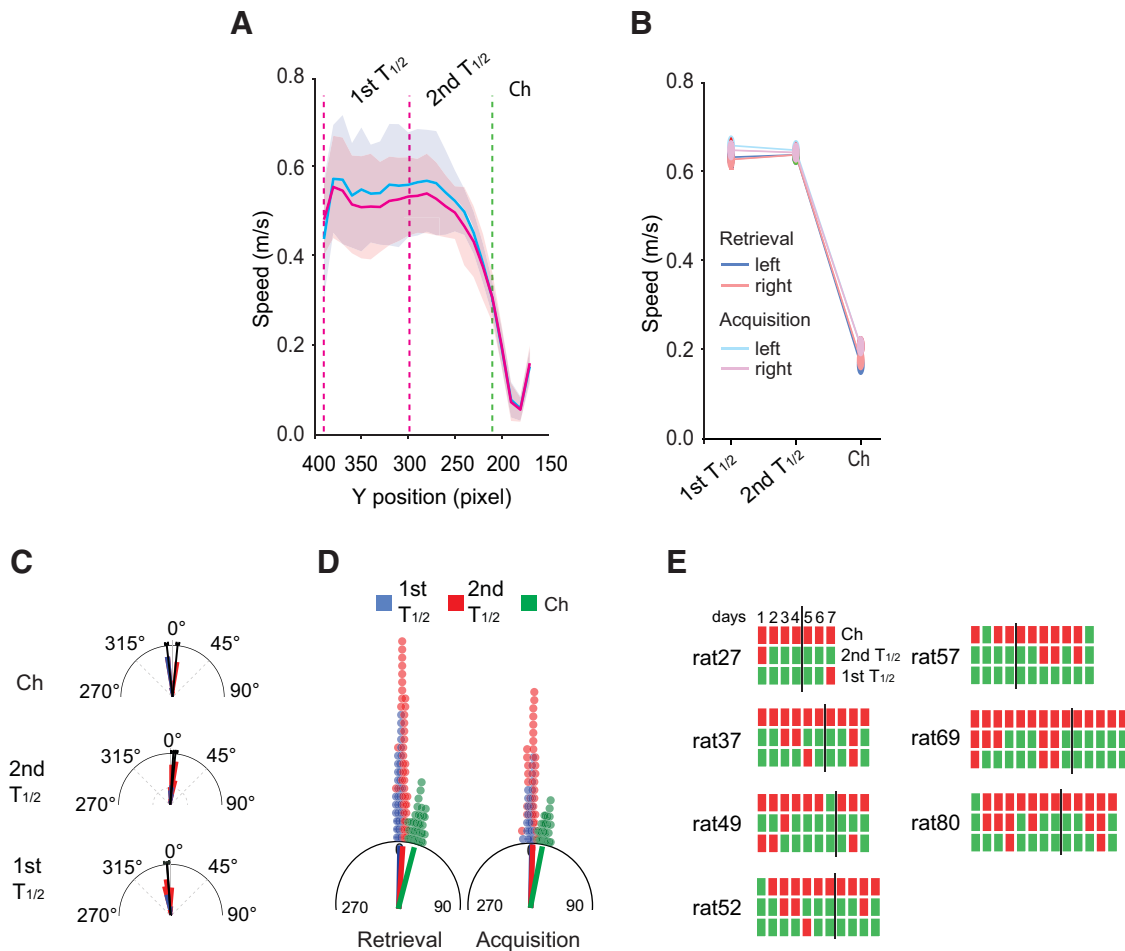 A
1st T1/2
2nd T1/2
Ch
0.8
0.6
0.4
0.2
0.0
Speed (m/s)
400 350 300 250 200 150
Y position (pixel)
B
0.8
0.6
0.4
0.2
0.0
Speed (m/s)
Retrieval
left
right
Acquisition
left
right
1st T1/2
2nd T1/2
Ch
C
Ch
0°
315° 45°
270° 90°
2nd
T1/2
0°
315° 45°
270° 90°
1st
T1/2
0°
315° 45°
270° 90°
D
1st
T1/2
2nd
T1/2
Ch
0
270 90
Retrieval
0
270 90
Acquisition
E
days 1 2 3 4 5 6 7
rat27
Ch
2nd T1/2
1st T1/2
rat37
rat49
rat52
rat57
rat69
rat80